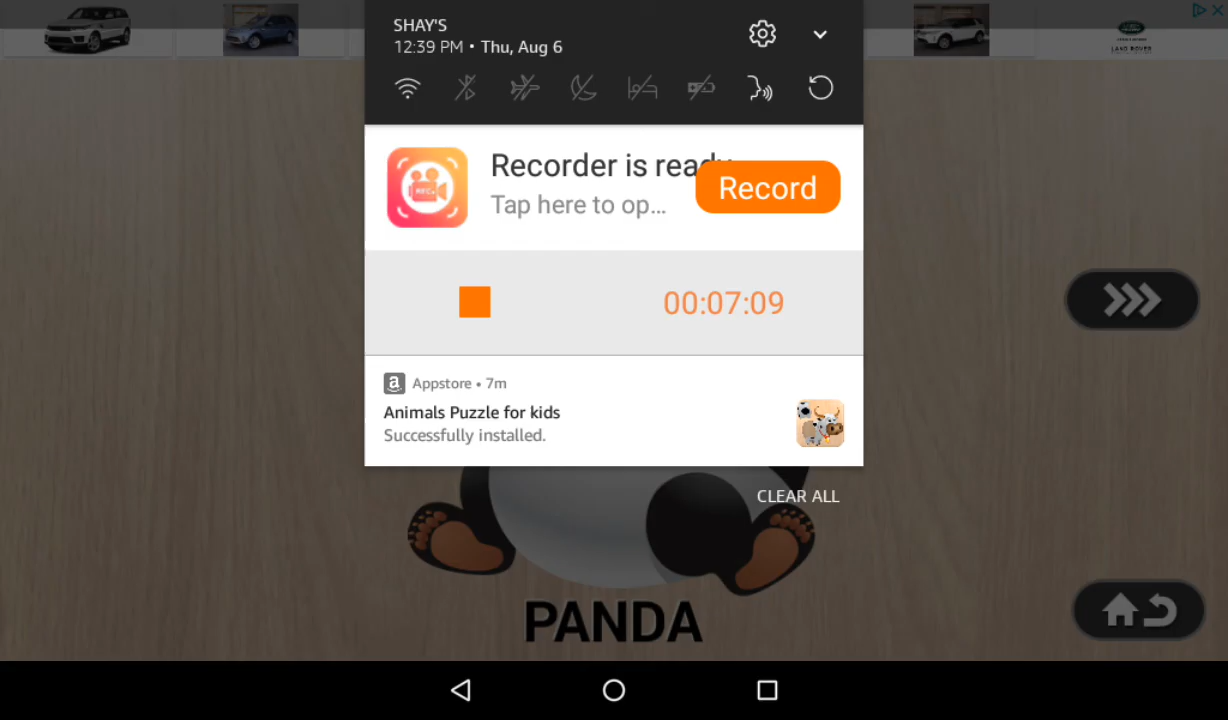 SHAY'S
12:39 PM • Thu, Aug 6
Recorder is ready
Record
Tap here to op...
00:07:09
Appstore • 7m
Animals Puzzle for kids
Successfully installed.
CLEAR ALL
PANDA